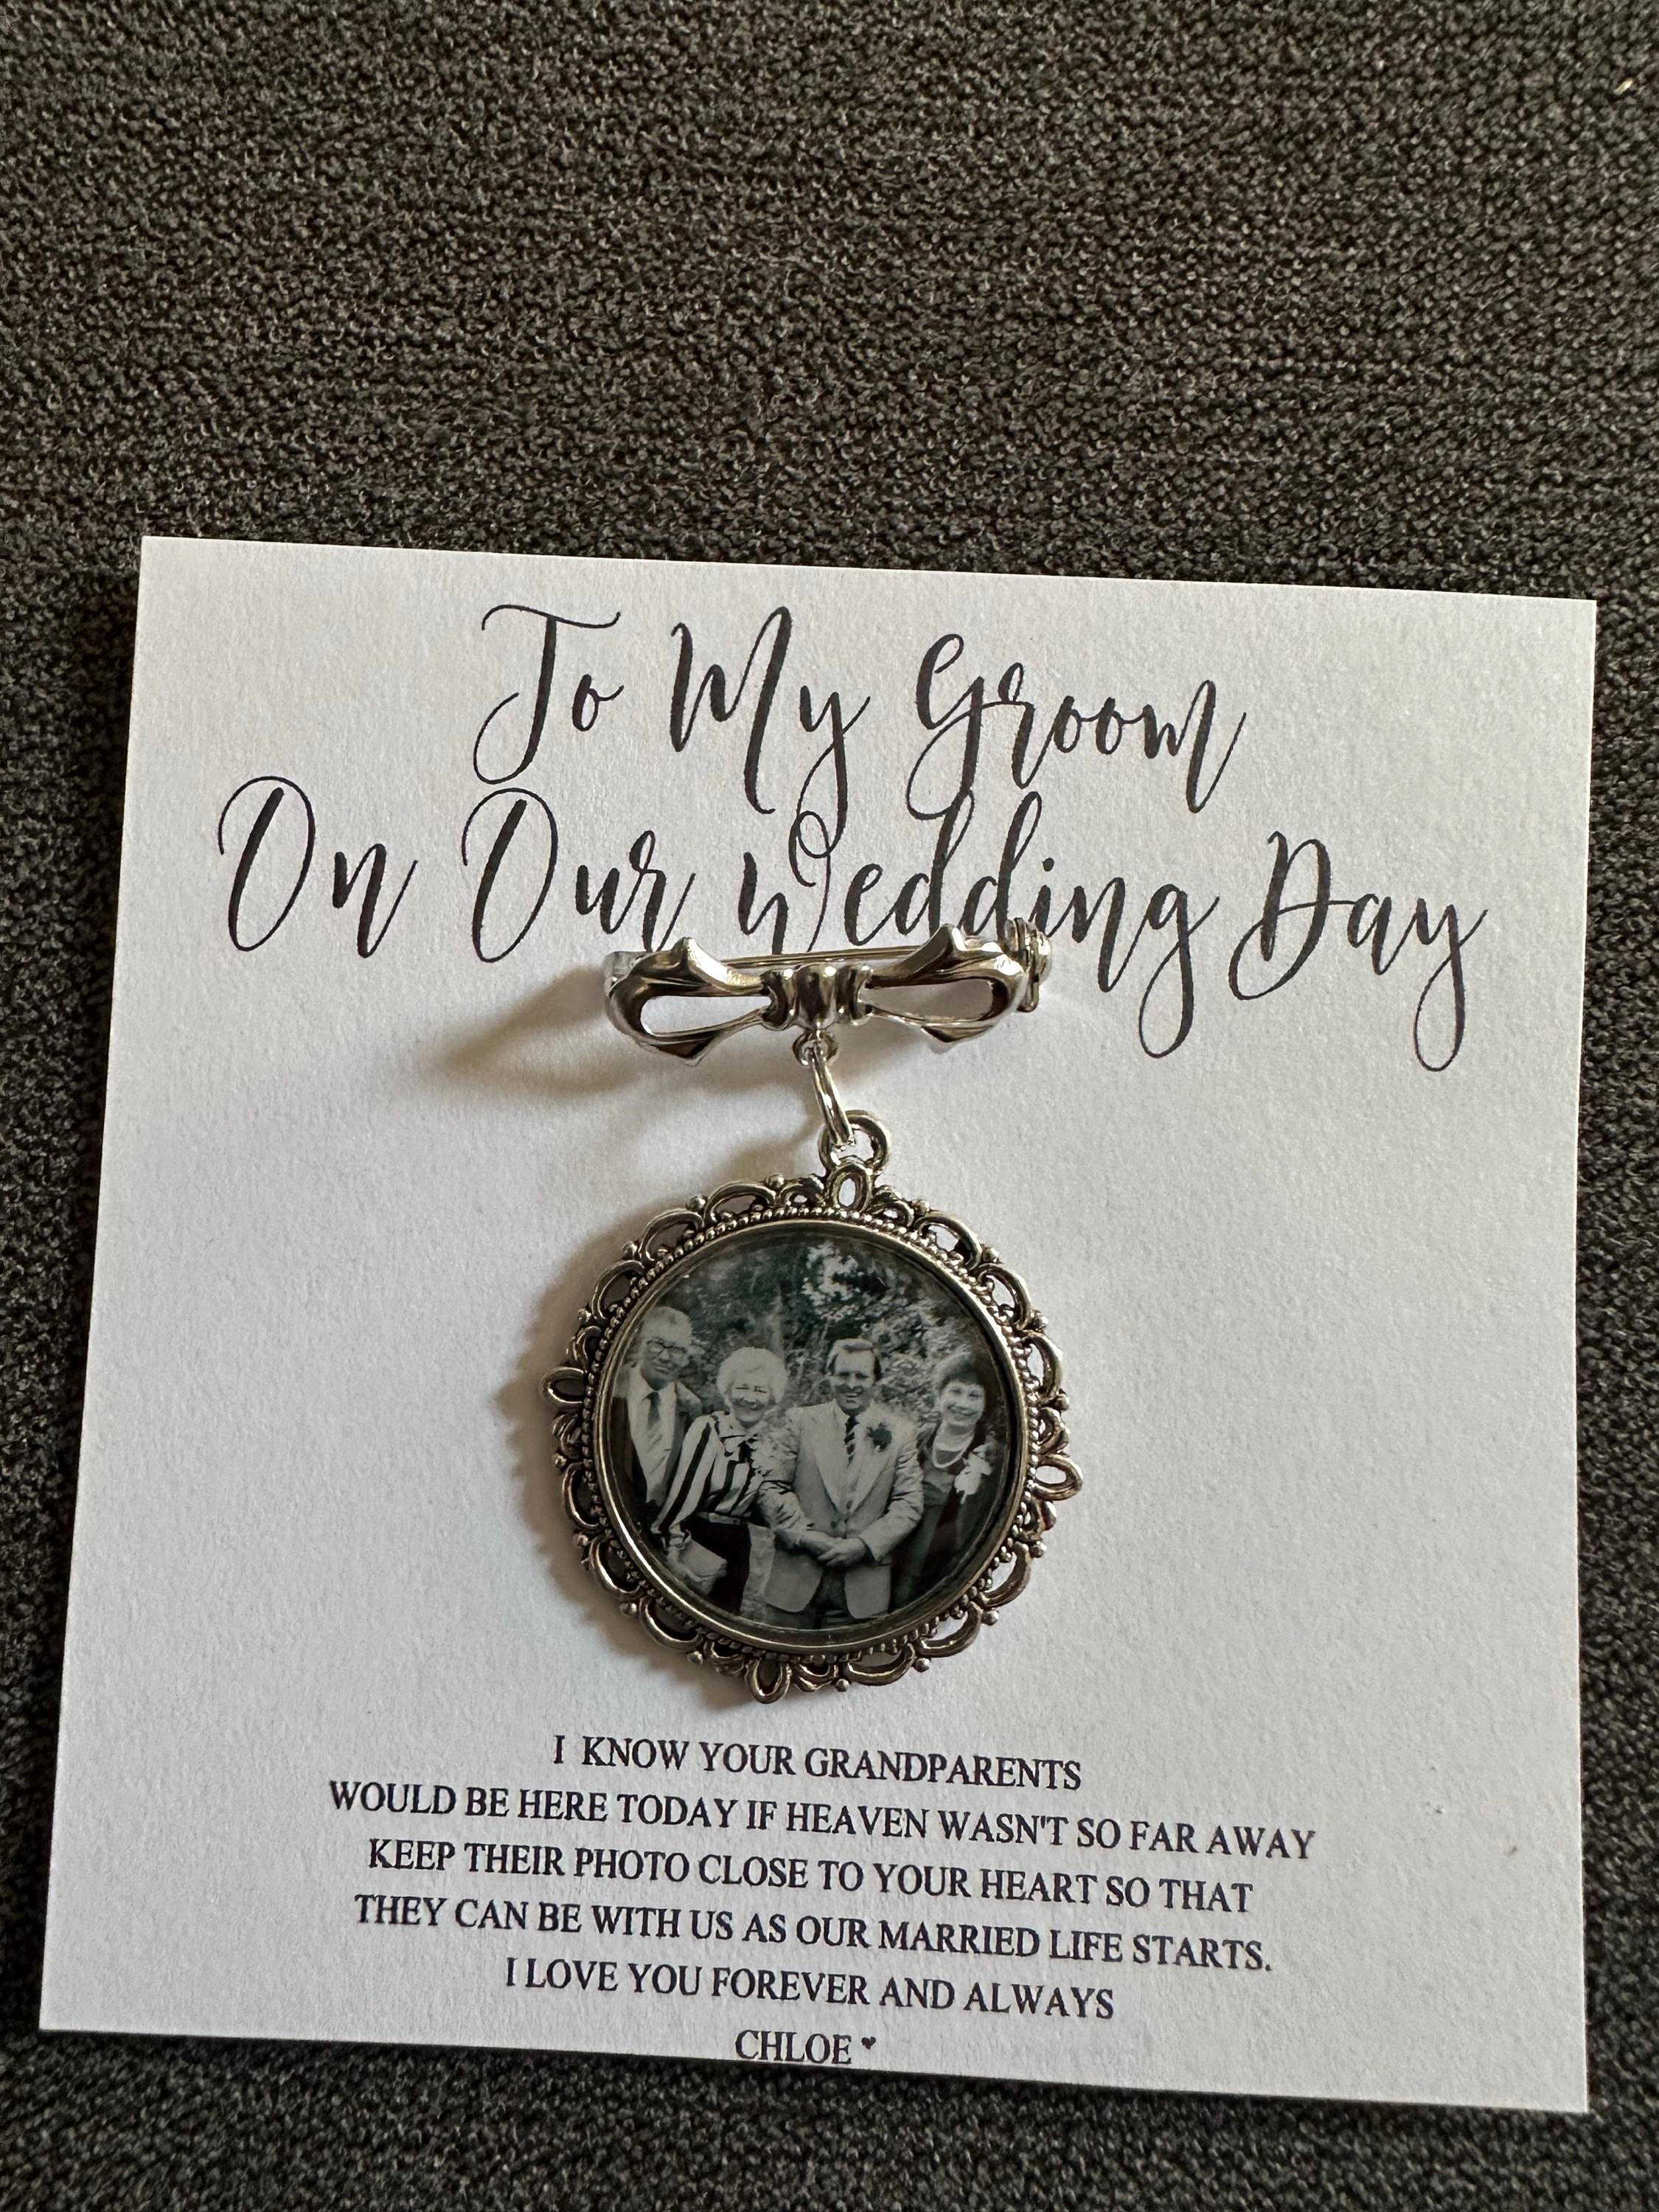 To My Groom
On Our Wedding Day
I KNOW YOUR GRANDPARENTS
WOULD BE HERE TODAY IF HEAVEN WASN'T SO FAR AWAY
KEEP THEIR PHOTO CLOSE TO YOUR HEART SO THAT
THEY CAN BE WITH US AS OUR MARRIED LIFE STARTS.
I LOVE YOU FOREVER AND ALWAYS
CHLOE ♥